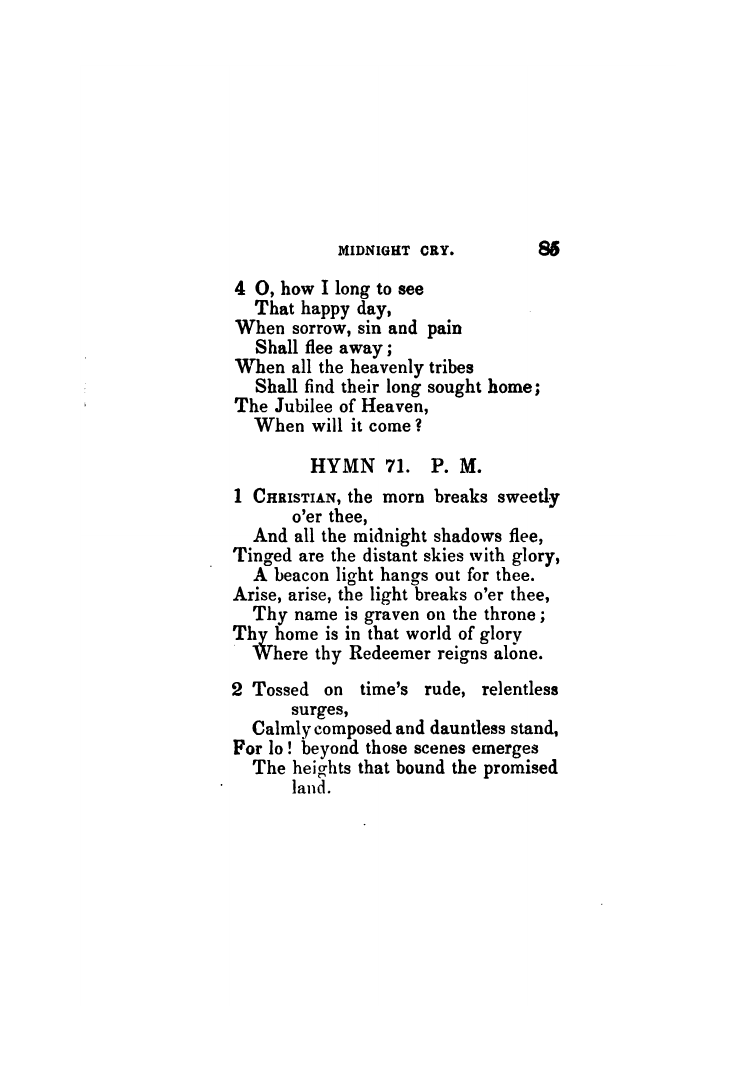 MIDNIGHT CRY. 85
4 O, how I long to see
That happy day,
When sorrow, sin and pain
Shall flee away;
When all the heavenly tribes
Shall find their long sought home;
The Jubilee of Heaven,
When will it come?
HYMN 71. P. M.
1 CHRISTIAN, the morn breaks sweetly
o'er thee,
And all the midnight shadows flee,
Tinged are the distant skies with glory,
A beacon light hangs out for thee.
Arise, arise, the light breaks o'er thee,
Thy name is graven on the throne;
Thy home is in that world of glory
Where thy Redeemer reigns alone.
2 Tossed on time's rude, relentless
surges,
Calmly composed and dauntless stand,
For lo! beyond those scenes emerges
The heights that bound the promised
land.